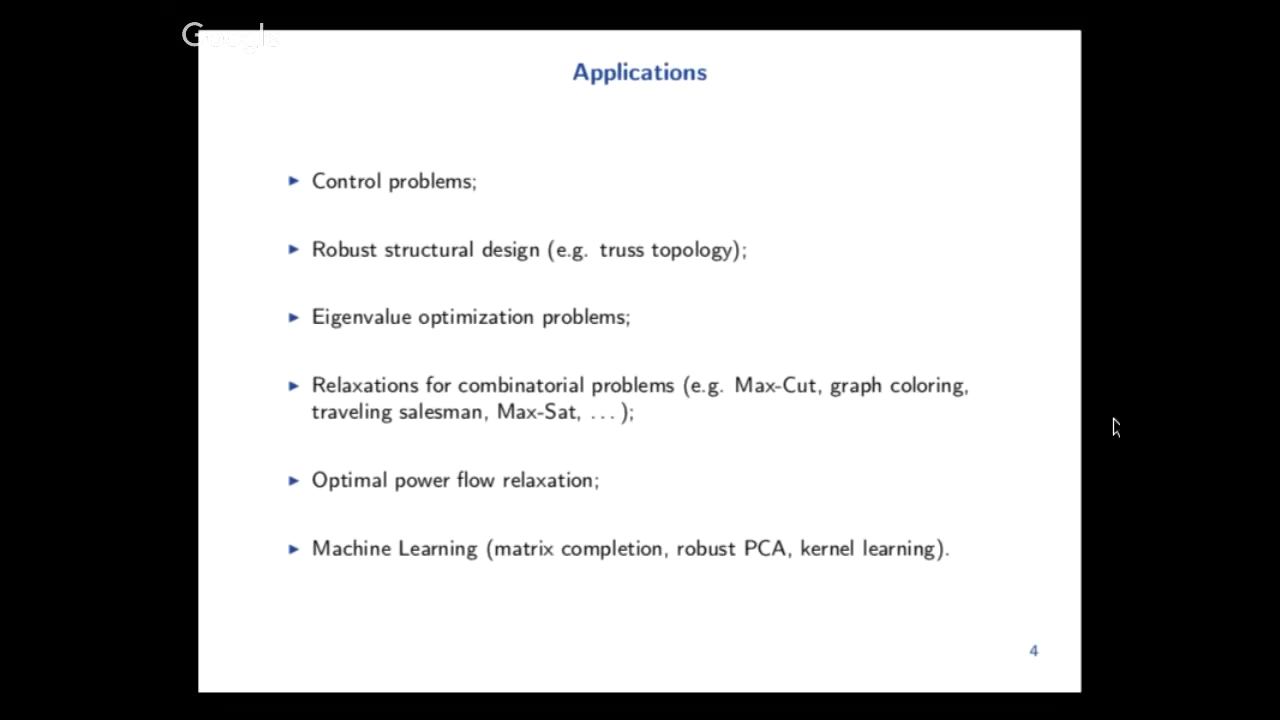 Google
Applications
Control problems;
Robust structural design (e.g. truss topology);
Eigenvalue optimization problems;
Relaxations for combinatorial problems (e.g. Max-Cut, graph coloring,
traveling salesman, Max-Sat, ...);
Optimal power flow relaxation;
Machine Learning (matrix completion, robust PCA, kernel learning).
4